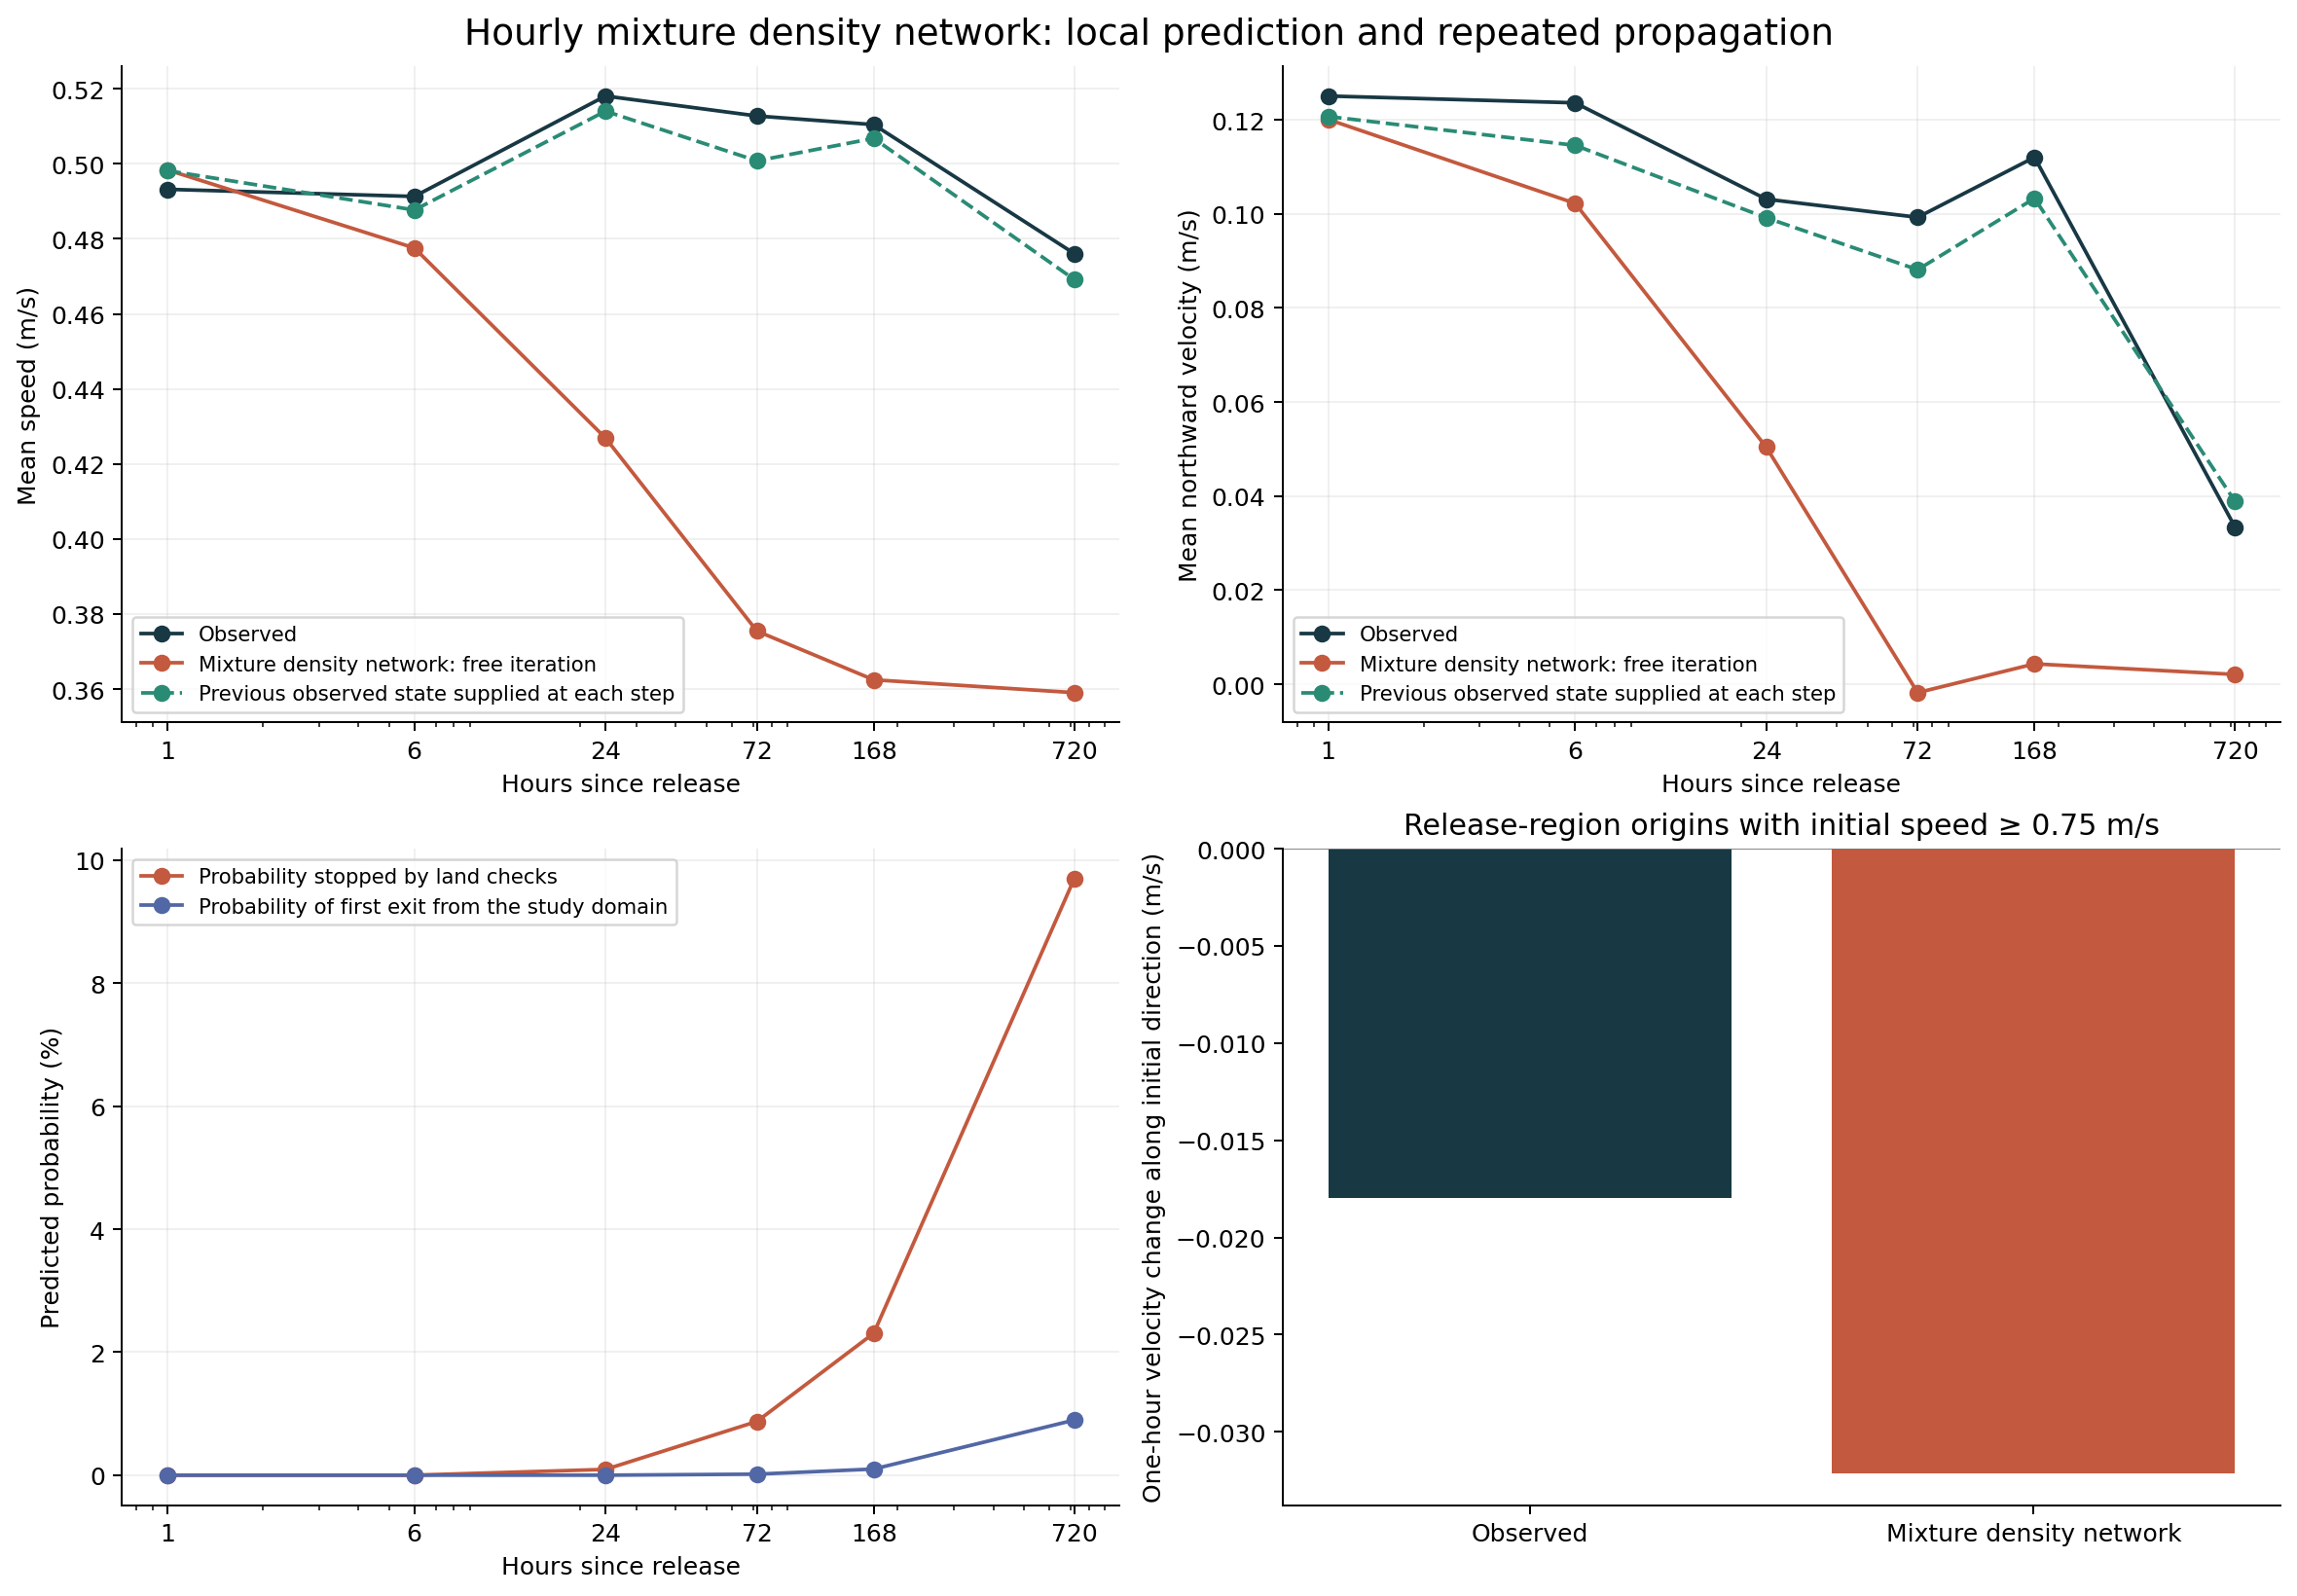 Hourly mixture density network: local prediction and repeated propagation
Mean speed (m/s)
0.52
0.50
0.48
0.46
0.44
0.42
0.40
0.38
0.36
Observed
Mixture density network: free iteration
Previous observed state supplied at each step
1 6 24 72 168 720
Hours since release
Mean northward velocity (m/s)
0.12
0.10
0.08
0.06
0.04
0.02
0.00
Observed
Mixture density network: free iteration
Previous observed state supplied at each step
1 6 24 72 168 720
Hours since release
Predicted probability (%)
10
8
6
4
2
0
Probability stopped by land checks
Probability of first exit from the study domain
1 6 24 72 168 720
Hours since release
Release-region origins with initial speed ≥ 0.75 m/s
One-hour velocity change along initial direction (m/s)
0.000
−0.005
−0.010
−0.015
−0.020
−0.025
−0.030
Observed Mixture density network